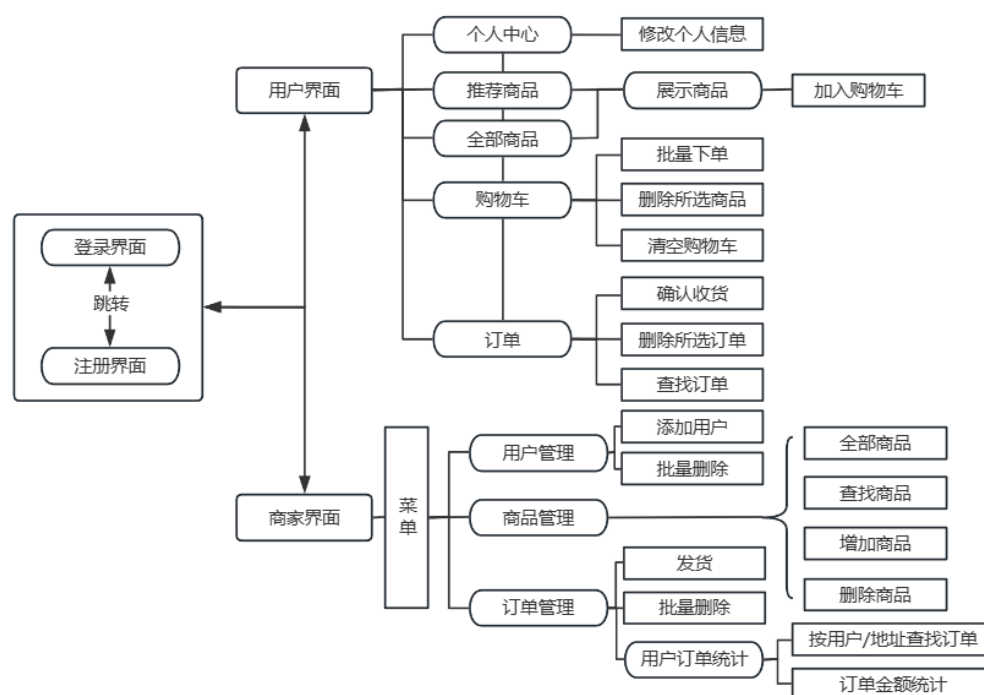 个人中心
修改个人信息
用户界面
推荐商品
展示商品
加入购物车
全部商品
批量下单
购物车
删除所选商品
清空购物车
登录界面
跳转
注册界面
确认收货
订单
删除所选订单
查找订单
商家界面
菜单
用户管理
添加用户
批量删除
商品管理
全部商品
查找商品
增加商品
删除商品
订单管理
发货
批量删除
用户订单统计
按用户/地址查找订单
订单金额统计